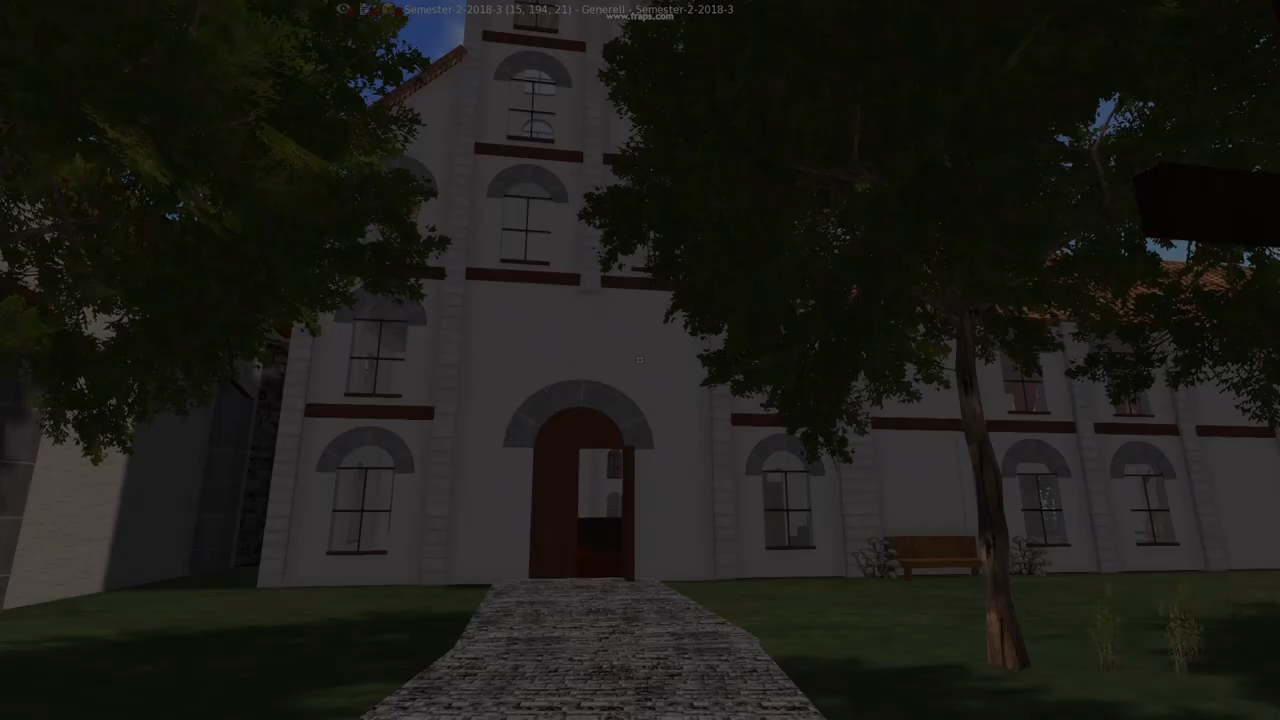 Semester-2-2018-3 (15, 194, 21) - Generell - Semester-2-2018-3
www.fraps.com